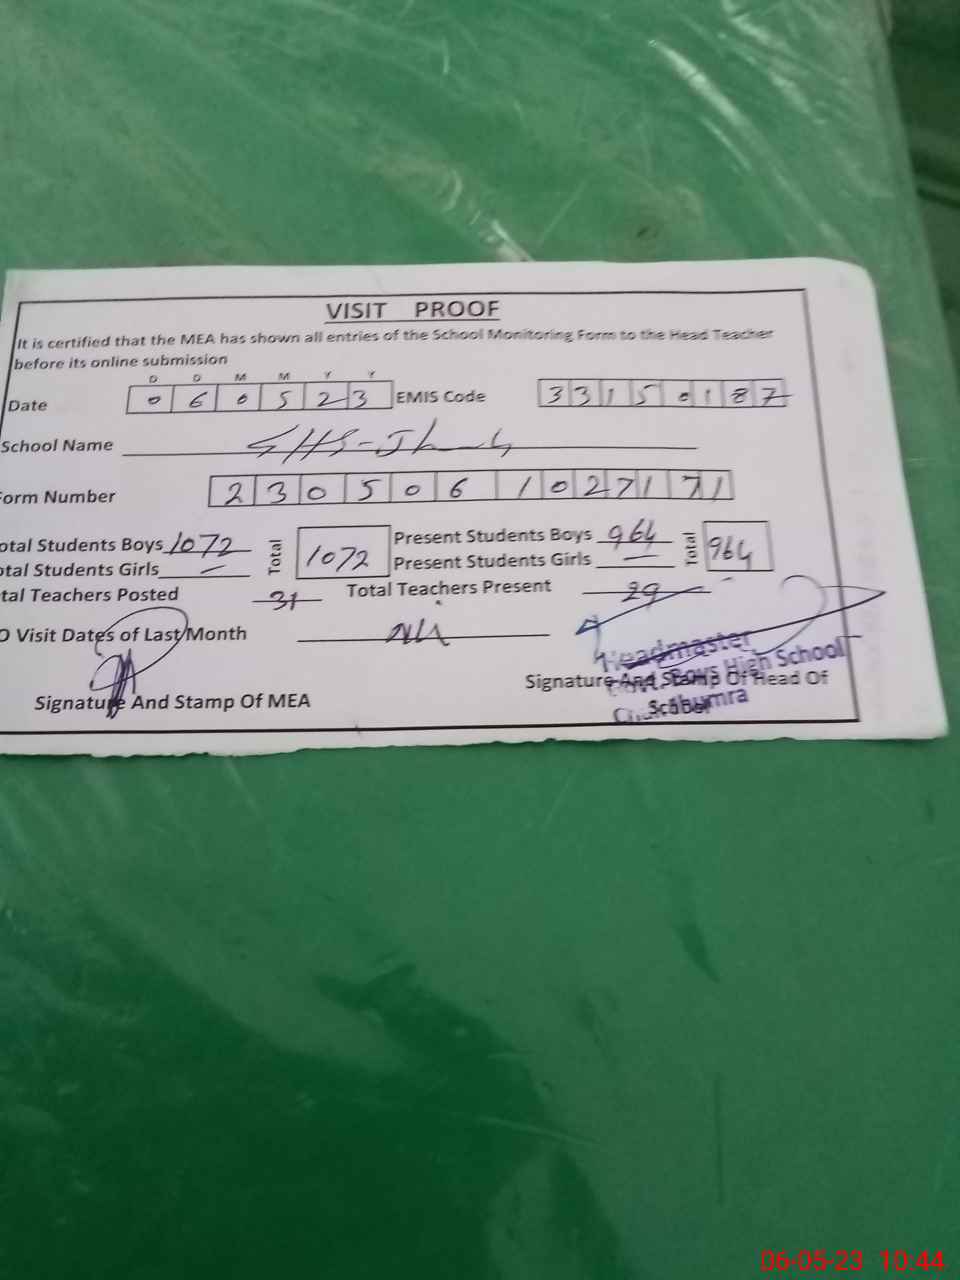 VISIT PROOF
It is certified that the MEA has shown all entries of the School Monitoring Form to the Head Teacher
before its online submission
D D M M Y Y
Date 0 6 0 5 2 3 EMIS Code 3 3 1 5 0 1 8 7
School Name
Form Number 2 3 0 5 0 6 1 0 2 7 1 7 1
otal Students Boys 1072 Total 1072 Present Students Boys 964 Total 964
otal Students Girls — Present Students Girls —
tal Teachers Posted 31 Total Teachers Present 29
O Visit Dates of Last Month
Headmaster
Boys High School
Jhumra
Signature And Stamp Of MEA
Signature And Stamp Of Head Of
School
06-05-23 10:44